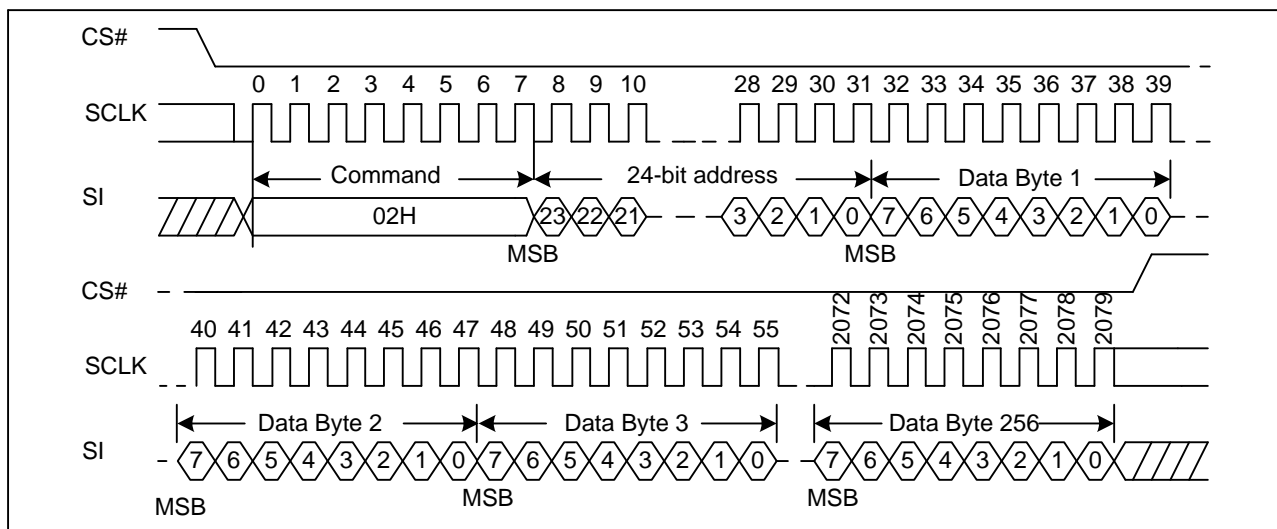 CS#
0 1 2 3 4 5 6 7 8 9 10 28 29 30 31 32 33 34 35 36 37 38 39
SCLK
Command 24-bit address Data Byte 1
SI
02H 23 22 21 3 2 1 0 7 6 5 4 3 2 1 0
MSB MSB
CS#
40 41 42 43 44 45 46 47 48 49 50 51 52 53 54 55 2072 2073 2074 2075 2076 2077 2078 2079
SCLK
Data Byte 2 Data Byte 3 Data Byte 256
SI
7 6 5 4 3 2 1 0 7 6 5 4 3 2 1 0 7 6 5 4 3 2 1 0
MSB MSB MSB